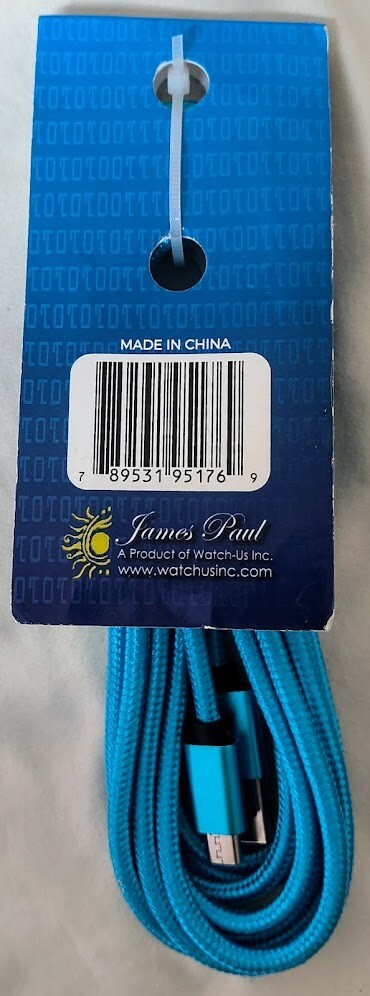 MADE IN CHINA
7 89531 95176 9
James Paul
A Product of Watch-Us Inc.
www.watchusinc.com